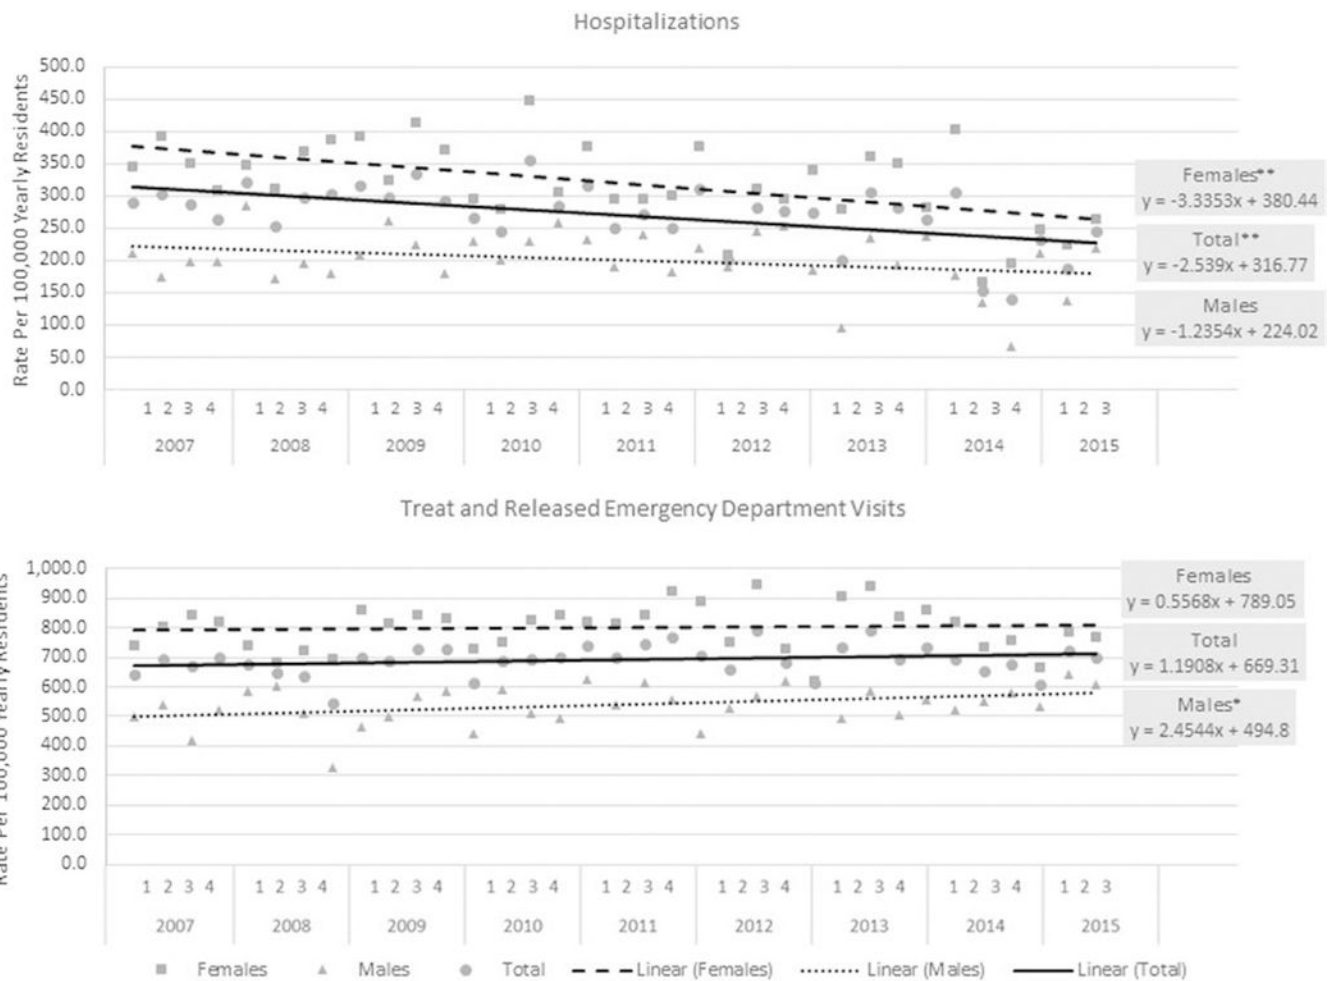 Hospitalizations
Rate Per 100,000 Yearly Residents
500.0
450.0
400.0
350.0
300.0
250.0
200.0
150.0
100.0
50.0
0.0
Females**
y = -3.3353x + 380.44
Total**
y = -2.539x + 316.77
Males
y = -1.2354x + 224.02
1 2 3 4 1 2 3 4 1 2 3 4 1 2 3 4 1 2 3 4 1 2 3 4 1 2 3 4 1 2 3 4 1 2 3
2007 2008 2009 2010 2011 2012 2013 2014 2015
Treat and Released Emergency Department Visits
Rate Per 100,000 Yearly Residents
1,000.0
900.0
800.0
700.0
600.0
500.0
400.0
300.0
200.0
100.0
0.0
Females
y = 0.5568x + 789.05
Total
y = 1.1908x + 669.31
Males*
y = 2.4544x + 494.8
1 2 3 4 1 2 3 4 1 2 3 4 1 2 3 4 1 2 3 4 1 2 3 4 1 2 3 4 1 2 3 4 1 2 3
2007 2008 2009 2010 2011 2012 2013 2014 2015
Females Males Total Linear (Females) Linear (Males) Linear (Total)